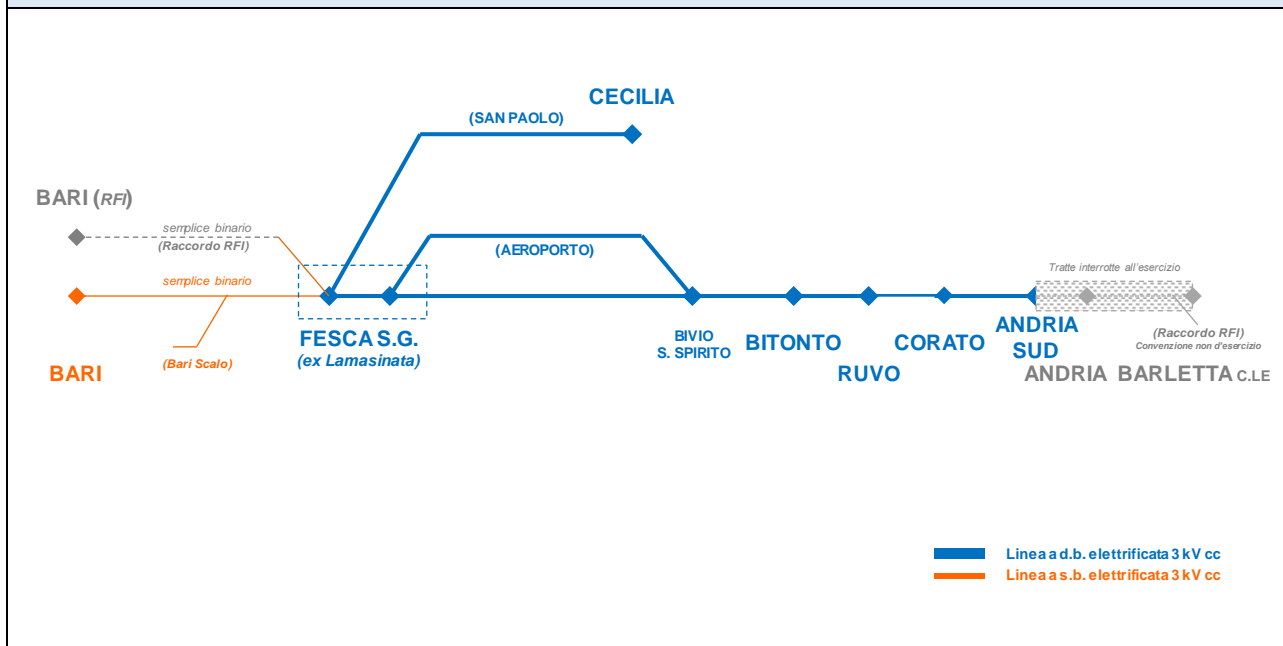 CECILIA
(SAN PAOLO)
BARI (RFI)
semplice binario
(Raccordo RFI)
(AEROPORTO)
semplice binario
Tratte interrotte all'esercizio
FESCA S.G.
(ex Lamasinata)
BIVIO
S. SPIRITO
BITONTO
CORATO
ANDRIA
SUD
(Raccordo RFI)
Convenzione non d'esercizio
(Bari Scalo)
BARI
RUVO
ANDRIA
BARLETTA C.LE
Linea a d.b. elettrificata 3 kV cc
Linea a s.b. elettrificata 3 kV cc